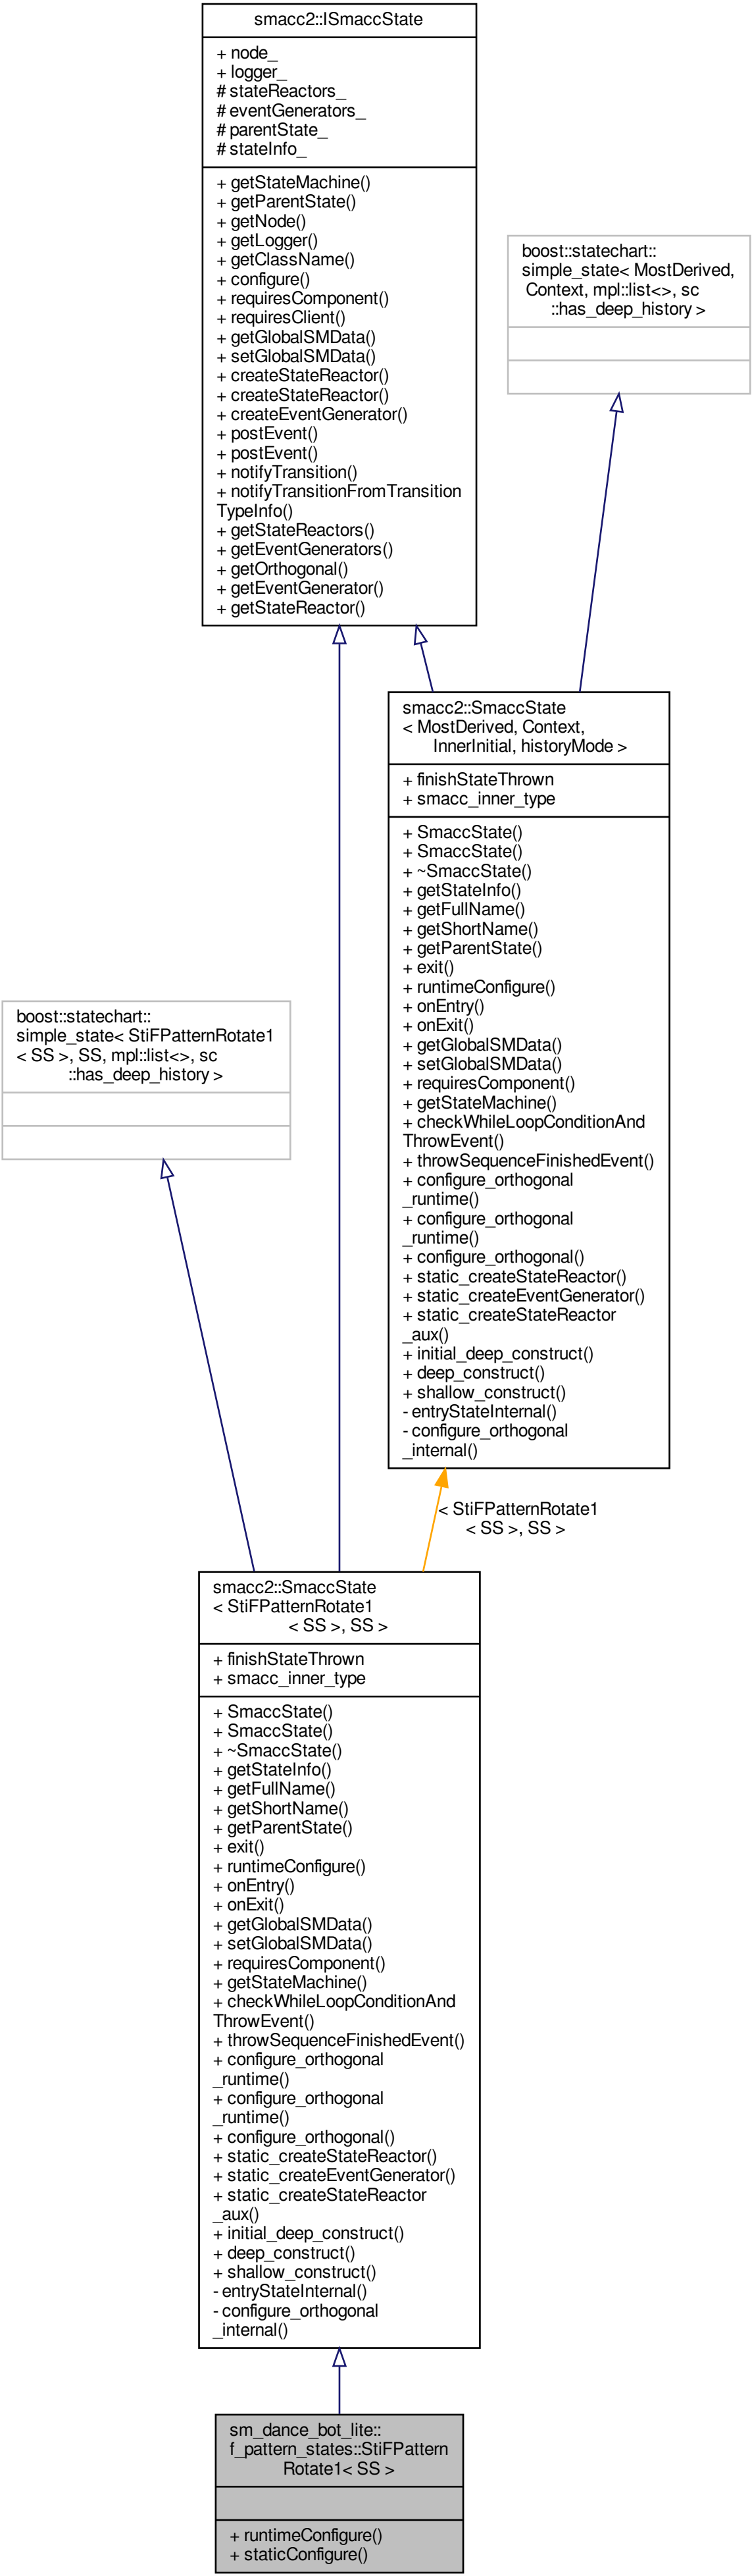 smacc2::ISmaccState
+ node_
+ logger_
# stateReactors_
# eventGenerators_
# parentState_
# stateInfo_
+ getStateMachine()
+ getParentState()
+ getNode()
+ getLogger()
+ getClassName()
+ configure()
+ requiresComponent()
+ requiresClient()
+ getGlobalSMData()
+ setGlobalSMData()
+ createStateReactor()
+ createStateReactor()
+ createEventGenerator()
+ postEvent()
+ postEvent()
+ notifyTransition()
+ notifyTransitionFromTransition
TypeInfo()
+ getStateReactors()
+ getEventGenerators()
+ getOrthogonal()
+ getEventGenerator()
+ getStateReactor()
boost::statechart::
simple_state< MostDerived,
Context, mpl::list<>, sc
::has_deep_history >
smacc2::SmaccState
< MostDerived, Context,
InnerInitial, historyMode >
+ finishStateThrown
+ smacc_inner_type
+ SmaccState()
+ SmaccState()
+ ~SmaccState()
+ getStateInfo()
+ getFullName()
+ getShortName()
+ getParentState()
+ exit()
+ runtimeConfigure()
+ onEntry()
+ onExit()
+ getGlobalSMData()
+ setGlobalSMData()
+ requiresComponent()
+ getStateMachine()
+ checkWhileLoopConditionAnd
ThrowEvent()
+ throwSequenceFinishedEvent()
+ configure_orthogonal
_runtime()
+ configure_orthogonal
_runtime()
+ configure_orthogonal()
+ static_createStateReactor()
+ static_createEventGenerator()
+ static_createStateReactor
_aux()
+ initial_deep_construct()
+ deep_construct()
+ shallow_construct()
- entryStateInternal()
- configure_orthogonal
_internal()
boost::statechart::
simple_state< StiFPatternRotate1
< SS >, SS, mpl::list<>, sc
::has_deep_history >
< StiFPatternRotate1
< SS >, SS >
smacc2::SmaccState
< StiFPatternRotate1
< SS >, SS >
+ finishStateThrown
+ smacc_inner_type
+ SmaccState()
+ SmaccState()
+ ~SmaccState()
+ getStateInfo()
+ getFullName()
+ getShortName()
+ getParentState()
+ exit()
+ runtimeConfigure()
+ onEntry()
+ onExit()
+ getGlobalSMData()
+ setGlobalSMData()
+ requiresComponent()
+ getStateMachine()
+ checkWhileLoopConditionAnd
ThrowEvent()
+ throwSequenceFinishedEvent()
+ configure_orthogonal
_runtime()
+ configure_orthogonal
_runtime()
+ configure_orthogonal()
+ static_createStateReactor()
+ static_createEventGenerator()
+ static_createStateReactor
_aux()
+ initial_deep_construct()
+ deep_construct()
+ shallow_construct()
- entryStateInternal()
- configure_orthogonal
_internal()
sm_dance_bot_lite::
f_pattern_states::StiFPattern
Rotate1< SS >
+ runtimeConfigure()
+ staticConfigure()